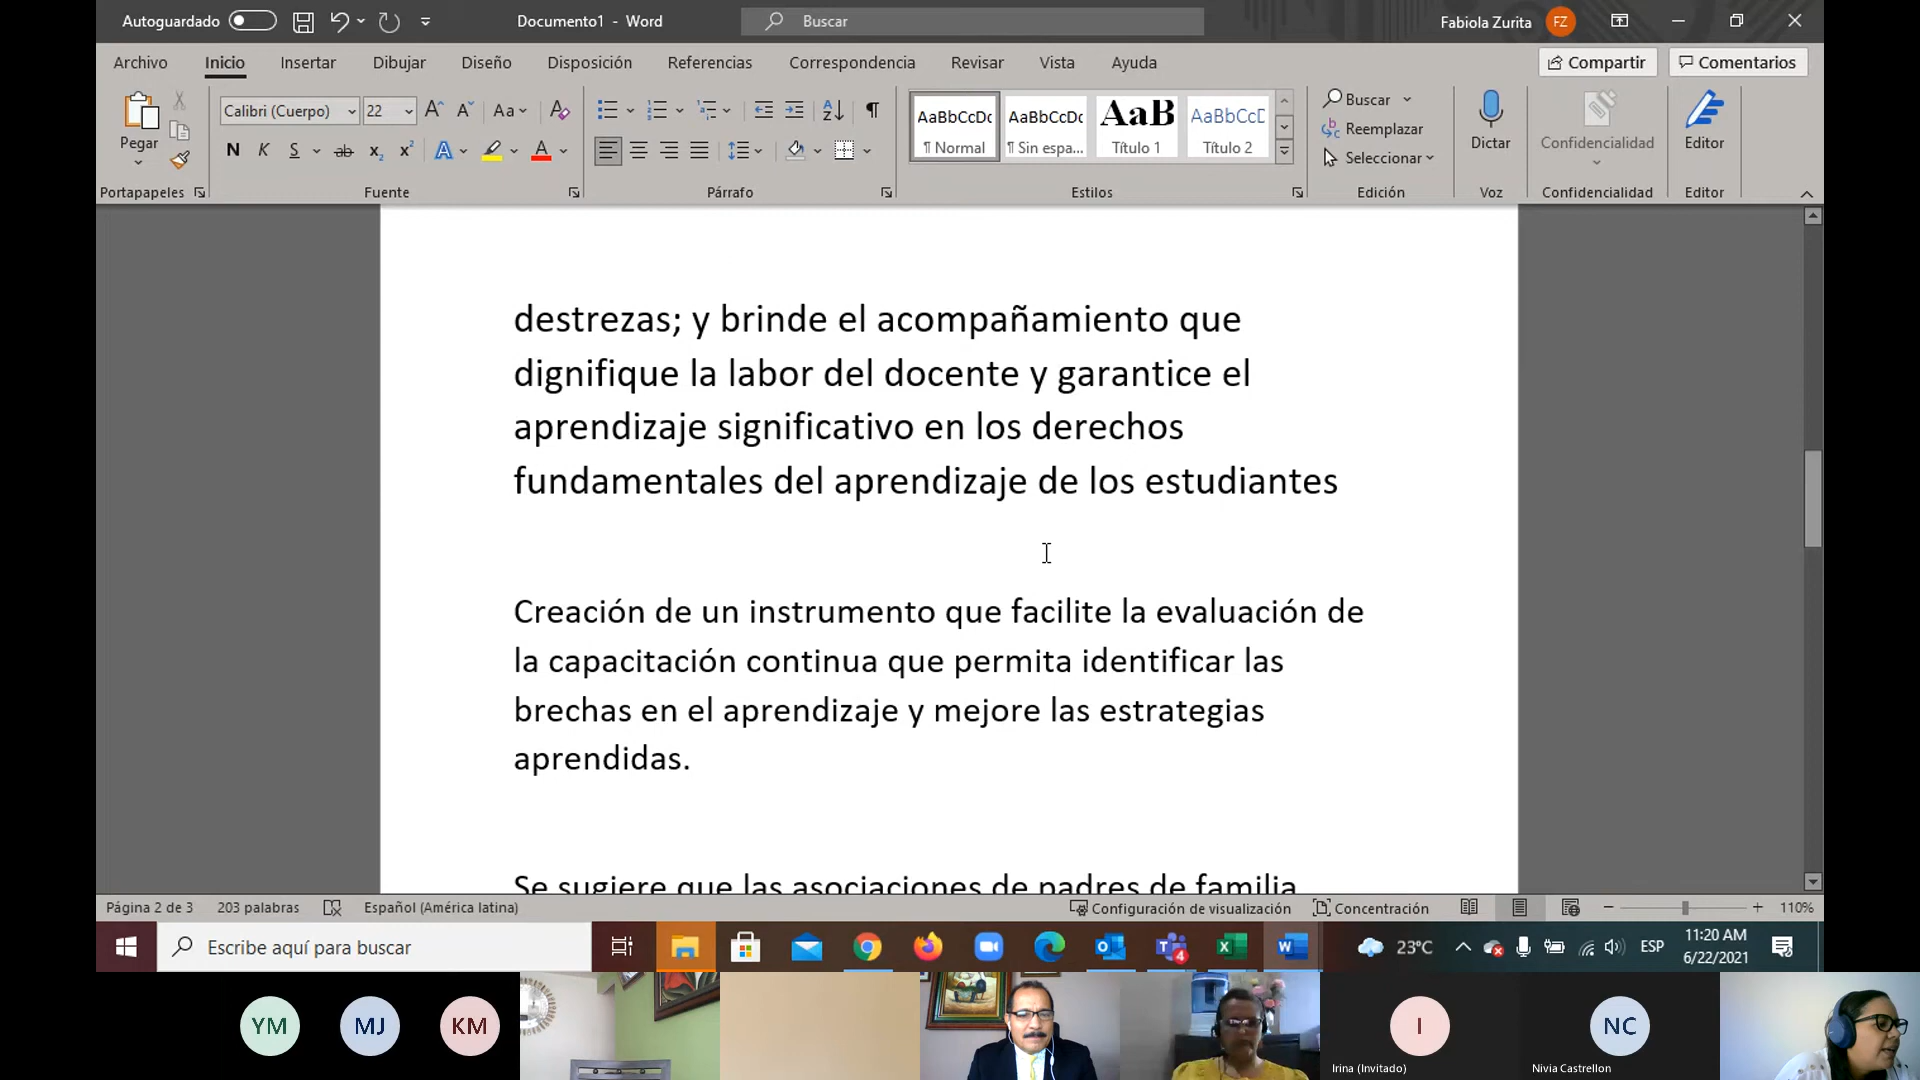 Autoguardado Documento1 - Word Buscar Fabiola Zurita FZ
Archivo Inicio Insertar Dibujar Diseño Disposición Referencias Correspondencia Revisar Vista Ayuda Compartir Comentarios
Pegar
Calibri (Cuerpo) 22 Aa
N K S ab x₂ x² A A
AaBbCcDc AaBbCcDc AaB AaBbCcD
¶ Normal ¶ Sin espa... Título 1 Título 2
Buscar
Reemplazar
Seleccionar
Dictar Confidencialidad Editor
Portapapeles Fuente Párrafo Estilos Edición Voz Confidencialidad Editor
destrezas; y brinde el acompañamiento que
dignifique la labor del docente y garantice el
aprendizaje significativo en los derechos
fundamentales del aprendizaje de los estudiantes
Creación de un instrumento que facilite la evaluación de
la capacitación continua que permita identificar las
brechas en el aprendizaje y mejore las estrategias
aprendidas.
Se sugiere que las asociaciones de padres de familia
Página 2 de 3 203 palabras Español (América latina) Configuración de visualización Concentración 110%
Escribe aquí para buscar 4 23°C ESP 11:20 AM
6/22/2021
YM MJ KM I NC
Irina (Invitado) Nivia Castrellon